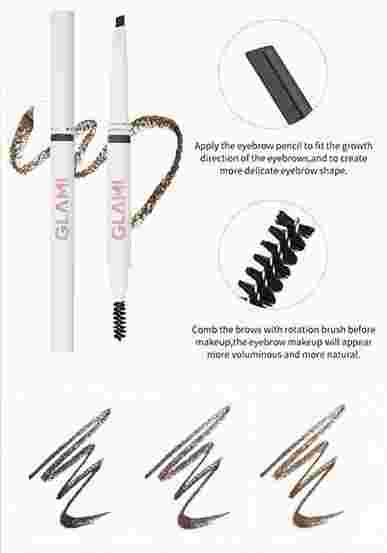 GLAMI
GLAMI
Apply the eyebrow pencil to fit the growth
direction of the eyebrows,and to create
more delicate eyebrow shape.
Comb the brows with rotation brush before
makeup,the eyebrow makeup will appear
more voluminous and more natural.